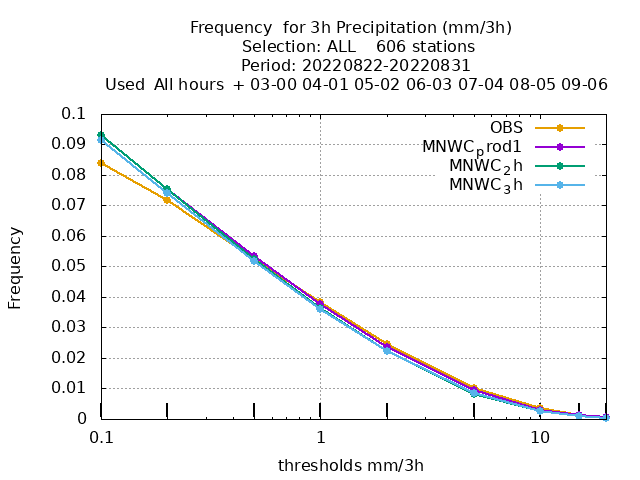 Frequency  for 3h Precipitation (mm/3h)
Selection: ALL    606 stations
Period: 20220822-20220831
Used  All hours  + 03-00 04-01 05-02 06-03 07-04 08-05 09-06
0.1
0.09
0.08
0.07
0.06
0.05
0.04
0.03
0.02
0.01
0
Frequency
OBS
MNWCprod1
MNWC2h
MNWC3h
0.1 1 10
thresholds mm/3h